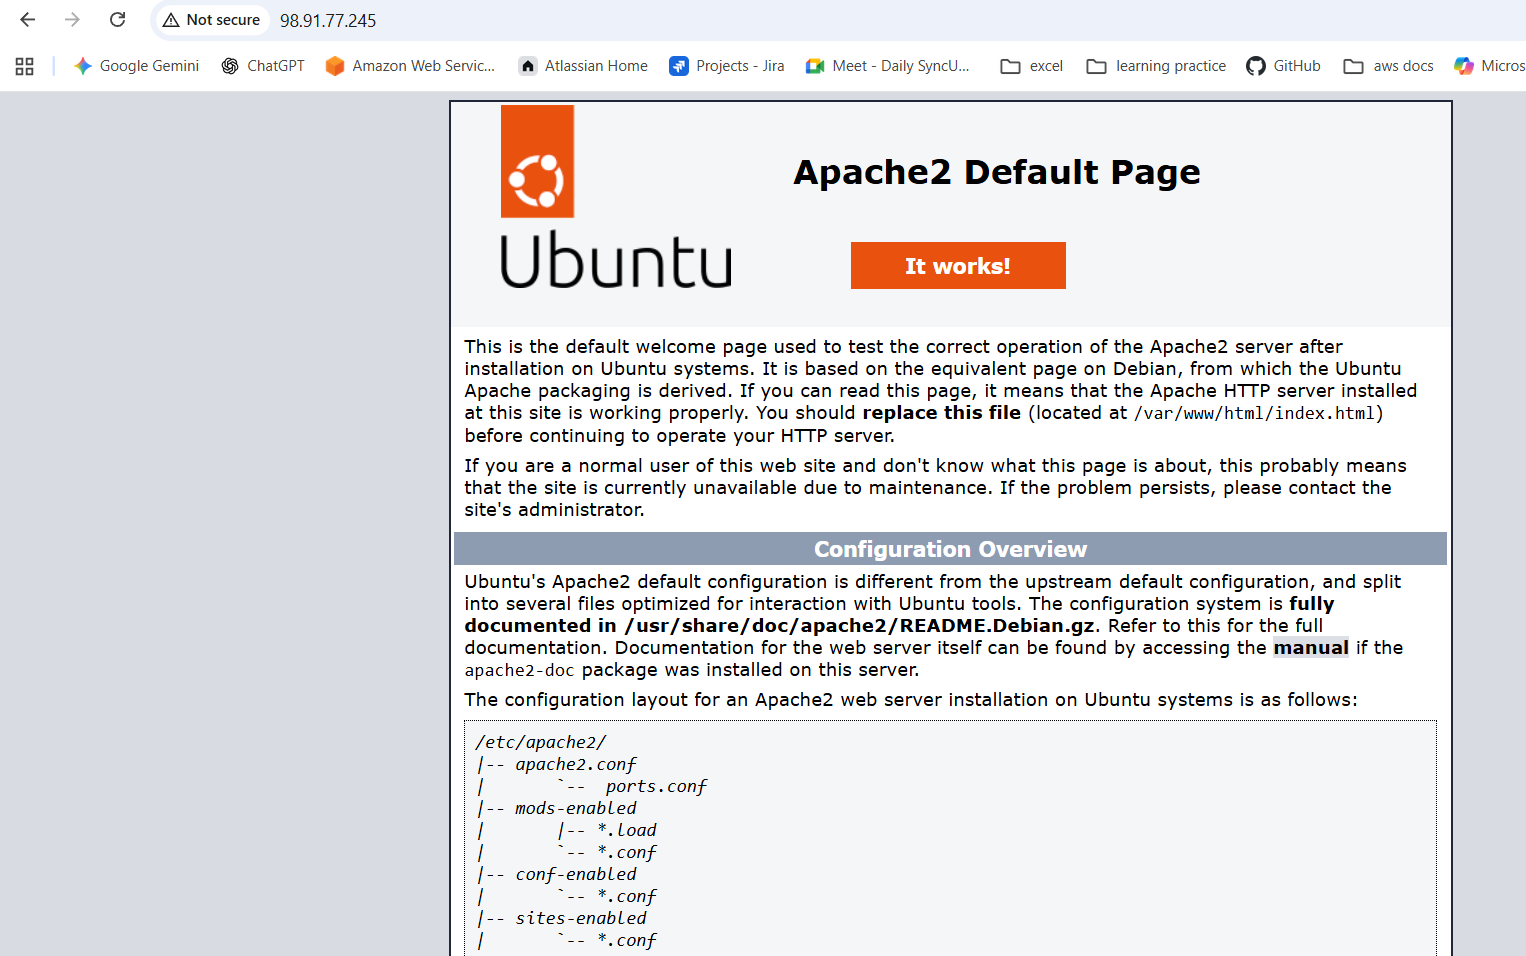 Not secure 98.91.77.245
Google Gemini ChatGPT Amazon Web Servic... Atlassian Home Projects - Jira Meet - Daily SyncU... excel learning practice GitHub aws docs Micros
Ubuntu
Apache2 Default Page
It works!
This is the default welcome page used to test the correct operation of the Apache2 server after
installation on Ubuntu systems. It is based on the equivalent page on Debian, from which the Ubuntu
Apache packaging is derived. If you can read this page, it means that the Apache HTTP server installed
at this site is working properly. You should replace this file (located at /var/www/html/index.html)
before continuing to operate your HTTP server.
If you are a normal user of this web site and don't know what this page is about, this probably means
that the site is currently unavailable due to maintenance. If the problem persists, please contact the
site's administrator.
Configuration Overview
Ubuntu's Apache2 default configuration is different from the upstream default configuration, and split
into several files optimized for interaction with Ubuntu tools. The configuration system is fully
documented in /usr/share/doc/apache2/README.Debian.gz. Refer to this for the full
documentation. Documentation for the web server itself can be found by accessing the manual if the
apache2-doc package was installed on this server.
The configuration layout for an Apache2 web server installation on Ubuntu systems is as follows:
/etc/apache2/
|-- apache2.conf
|       `--  ports.conf
|-- mods-enabled
|       |-- *.load
|       `-- *.conf
|-- conf-enabled
|       `-- *.conf
|-- sites-enabled
|       `-- *.conf